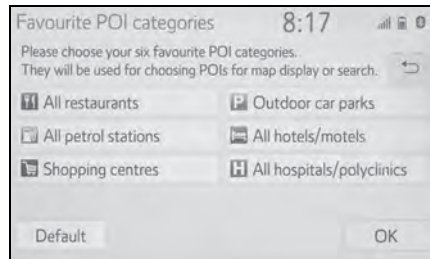 Favourite POI categories 8:17
Please choose your six favourite POI categories.
They will be used for choosing POIs for map display or search.
All restaurants
P Outdoor car parks
All petrol stations
All hotels/motels
Shopping centres
H All hospitals/polyclinics
Default
OK